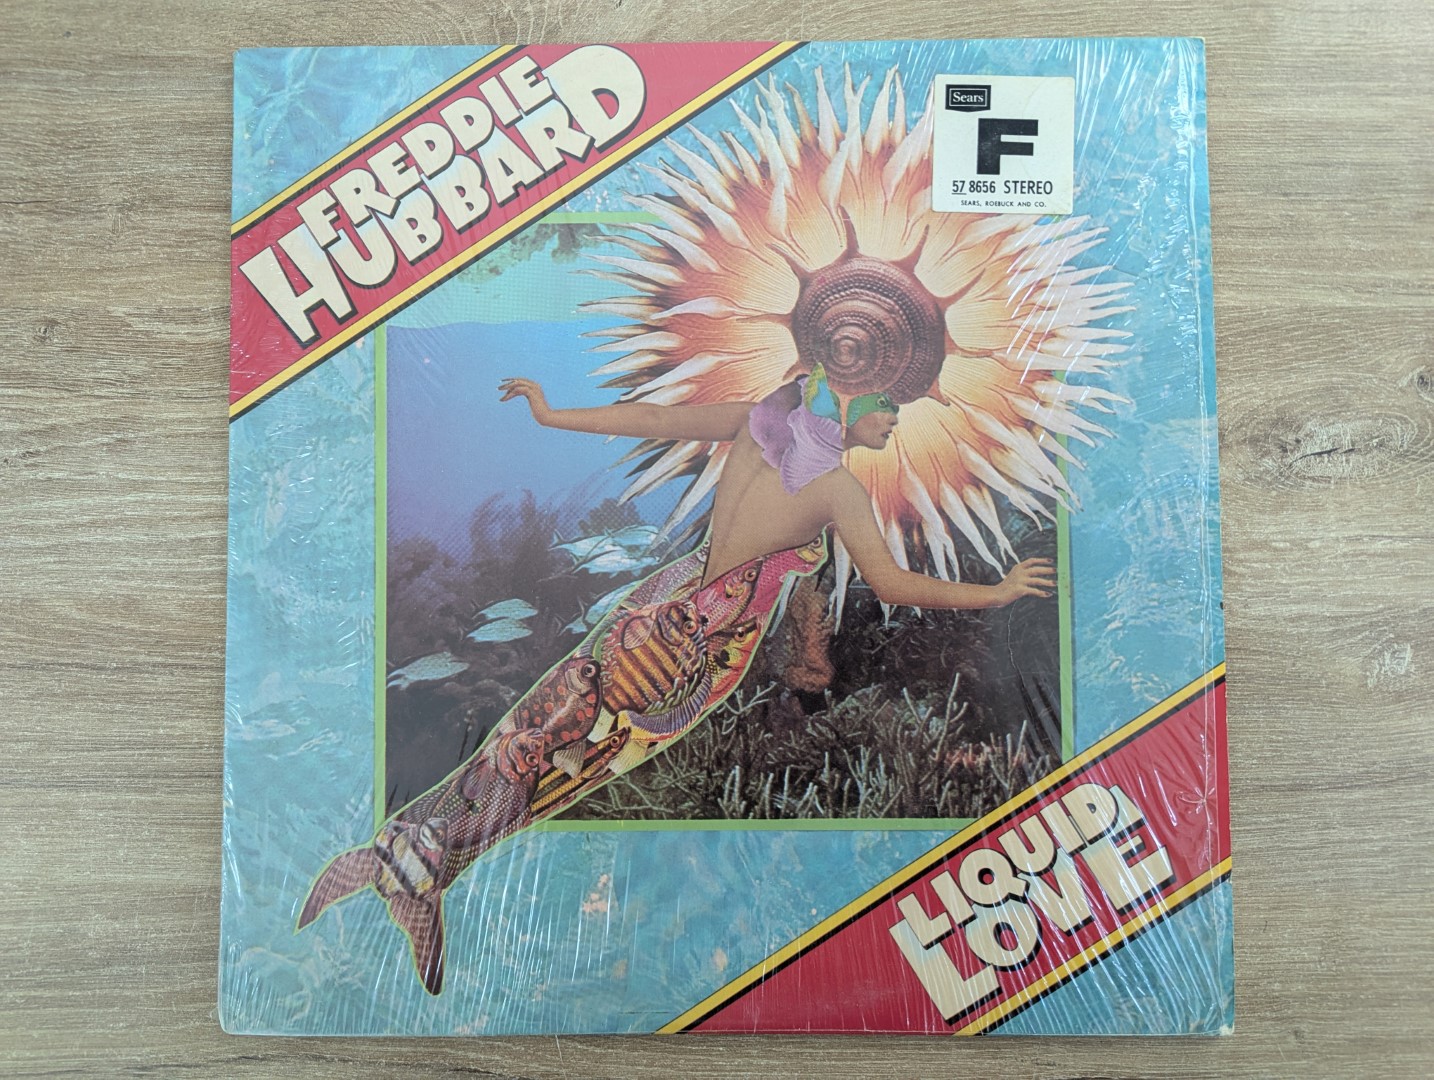 FREDDIE
HUBBARD
Sears
F
57 8656 STEREO
SEARS, ROEBUCK AND CO.
LIQUID
LOVE